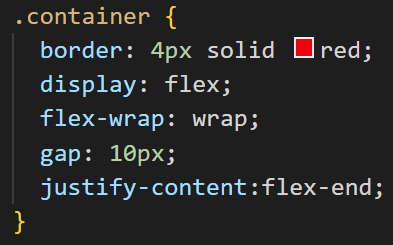 .container {
border: 4px solid red;
display: flex;
flex-wrap: wrap;
gap: 10px;
justify-content:flex-end;
}